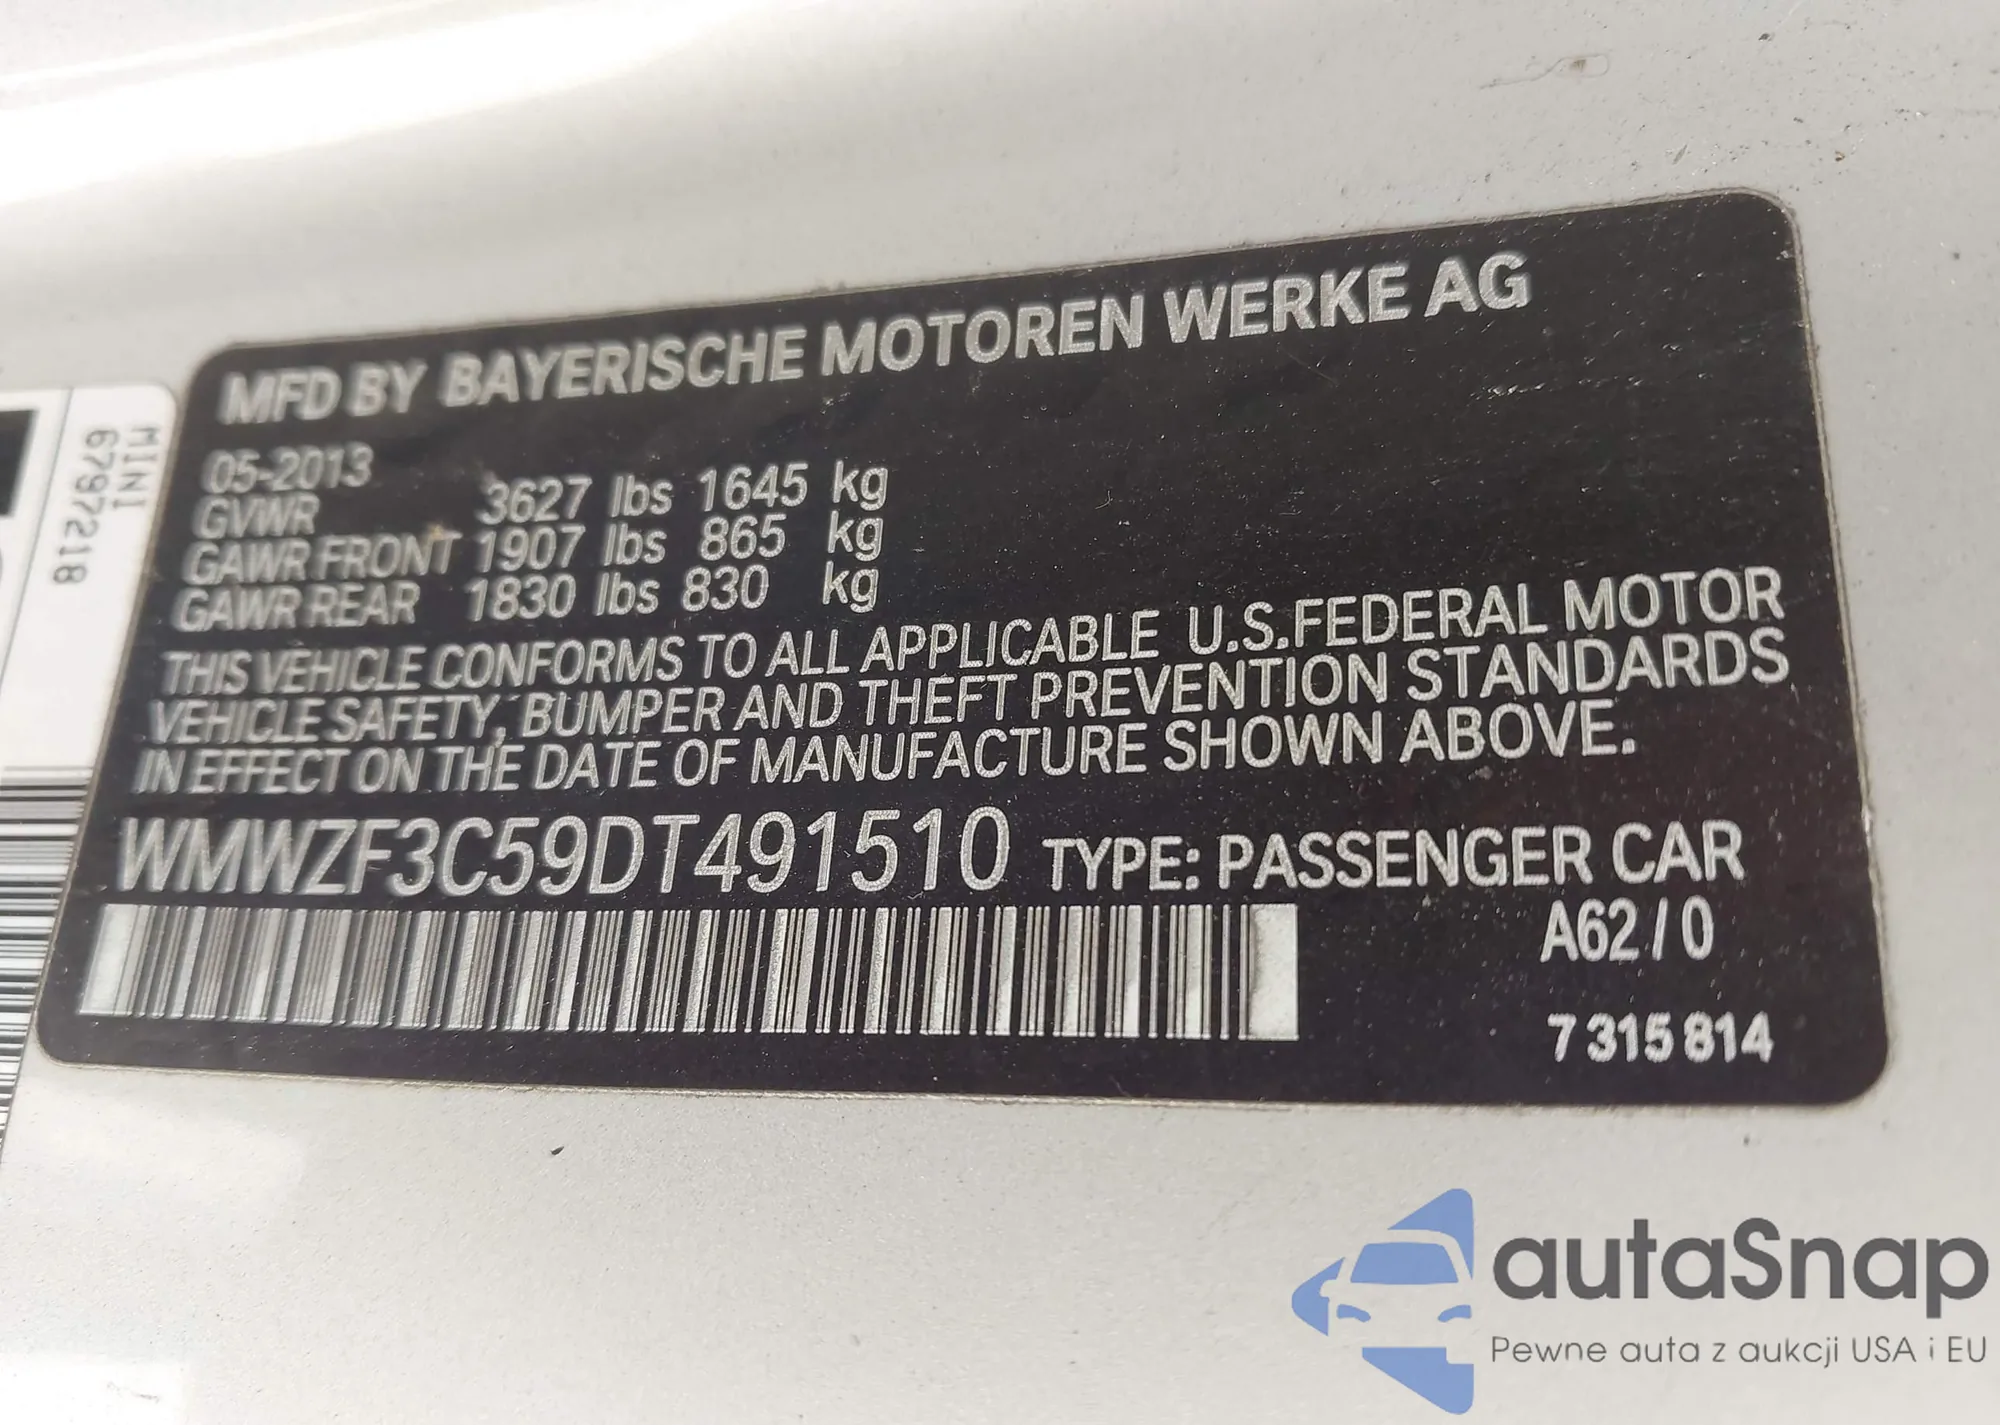 MFD BY BAYERISCHE MOTOREN WERKE AG
05-2013
GVWR 3627 lbs 1645 kg
GAWR FRONT 1907 lbs 865 kg
GAWR REAR 1830 lbs 830 kg
THIS VEHICLE CONFORMS TO ALL APPLICABLE U.S.FEDERAL MOTOR
VEHICLE SAFETY, BUMPER AND THEFT PREVENTION STANDARDS
IN EFFECT ON THE DATE OF MANUFACTURE SHOWN ABOVE.
WMWZF3C59DT491510 TYPE: PASSENGER CAR
A62/0
7 315 814
MINI
6797218
autaSnap
Pewne auta z aukcji USA i EU